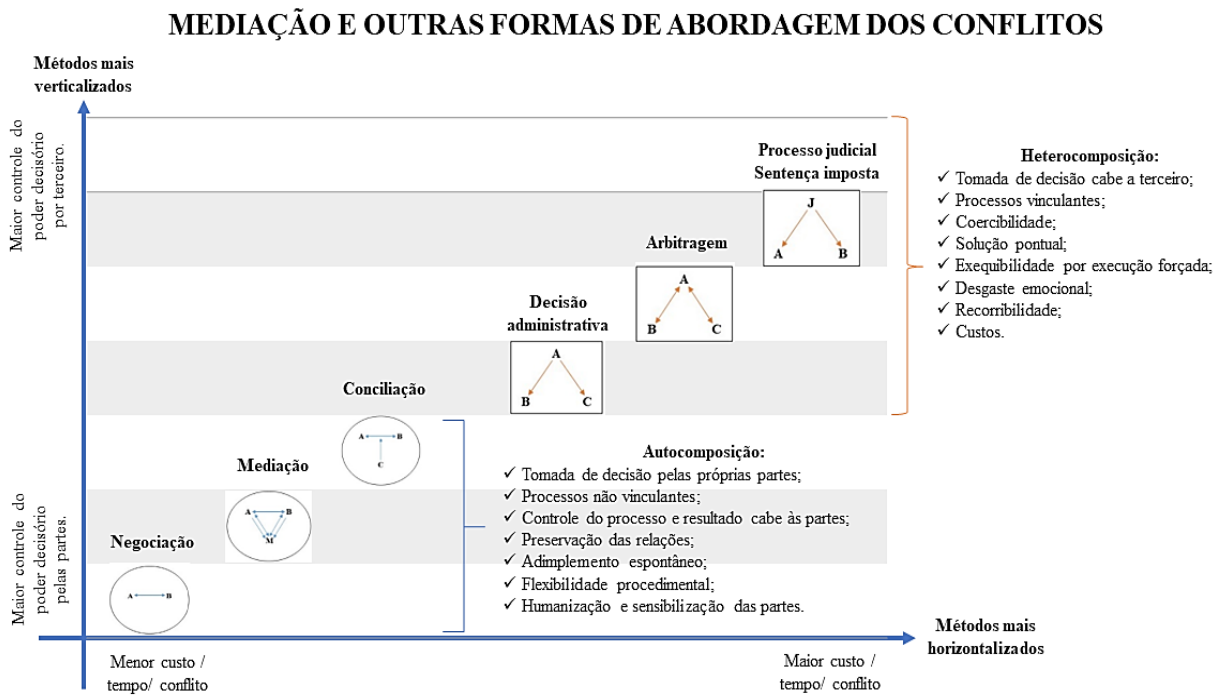 MEDIAÇÃO E OUTRAS FORMAS DE ABORDAGEM DOS CONFLITOS
Métodos mais
verticalizados
Maior controle do
poder decisório
por terceiro.
Processo judicial
Sentença imposta
J
A B
Arbitragem
A
B C
Decisão
administrativa
A
B C
Conciliação
A B
C
Mediação
A B
M
Negociação
A B
Maior controle do
poder decisório
pelas partes.
Heterocomposição:
✓ Tomada de decisão cabe a terceiro;
✓ Processos vinculantes;
✓ Coercibilidade;
✓ Solução pontual;
✓ Exequibilidade por execução forçada;
✓ Desgaste emocional;
✓ Recorribilidade;
✓ Custos.
Autocomposição:
✓ Tomada de decisão pelas próprias partes;
✓ Processos não vinculantes;
✓ Controle do processo e resultado cabe às partes;
✓ Preservação das relações;
✓ Adimplemento espontâneo;
✓ Flexibilidade procedimental;
✓ Humanização e sensibilização das partes.
Métodos mais
horizontalizados
Menor custo /
tempo/ conflito
Maior custo /
tempo/ conflito